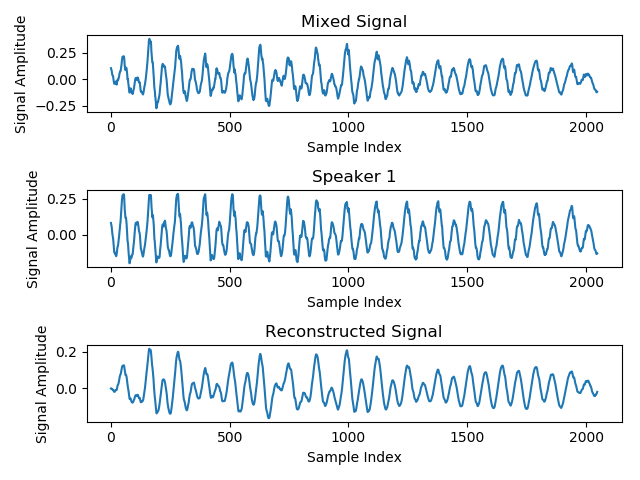 Mixed Signal
Signal Amplitude
0.25
0.00
−0.25
0
500
1000
1500
2000
Sample Index
Speaker 1
Signal Amplitude
0.25
0.00
0
500
1000
1500
2000
Sample Index
Reconstructed Signal
Signal Amplitude
0.2
0.0
0
500
1000
1500
2000
Sample Index